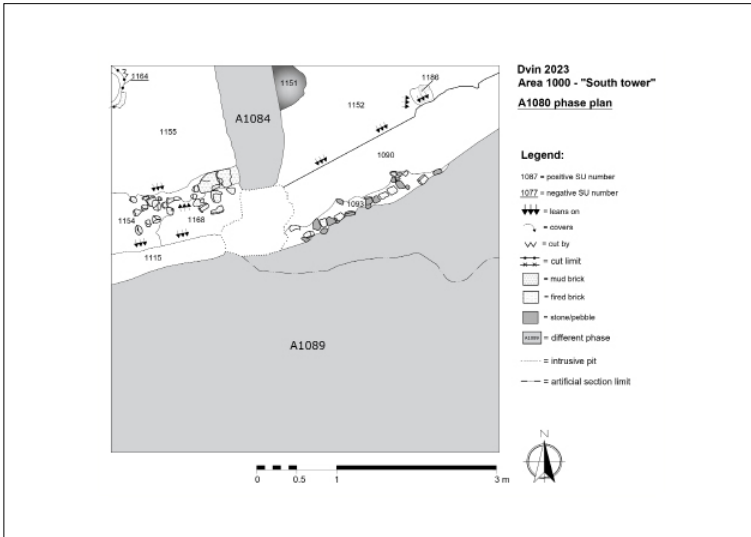 Dvin 2023
Area 1000 - "South tower"
A1080 phase plan
1164
1151
1186
1152
A1084
1155
1090
1093
1154
1168
1115
A1089
Legend:
1087 = positive SU number
1077 = negative SU number
= leans on
= covers
= cut by
= cut limit
= mud brick
= fired brick
= stone/pebble
= different phase
= intrusive pit
= artificial section limit
N
0 0.5 1 3 m